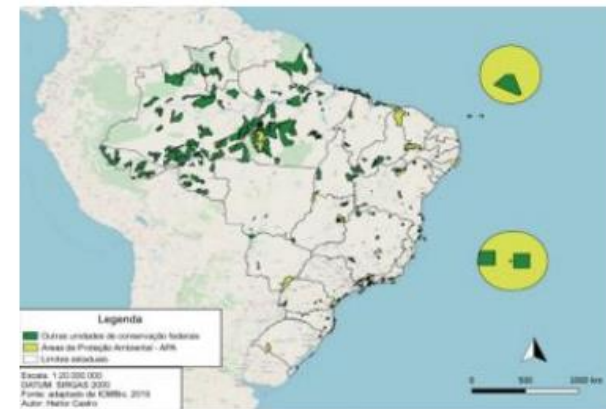 Legenda
Outras unidades de conservação federais
Áreas de Proteção Ambiental - APA
Limites estaduais
Escala: 1:20.000.000
DATUM: SIRGAS 2000
Fonte: adaptado de ICMBio, 2019
Autor: Heitor Castro
0 500 1000 km